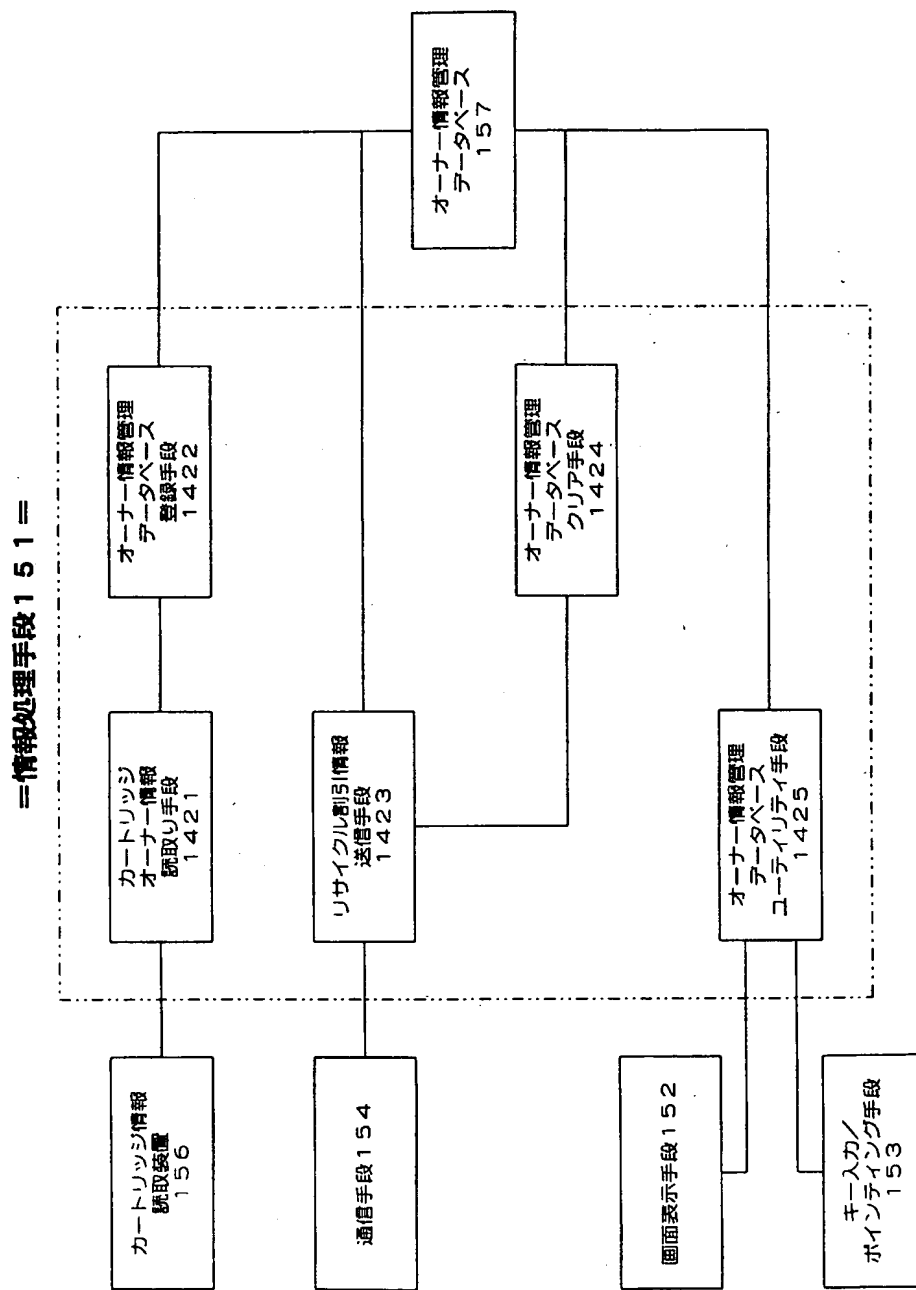 =情報処理手段151=
カートリッジ情報
読取装置
156
カートリッジ
オーナー情報
読取り手段
1421
オーナー情報管理
データベース
登録手段
1422
通信手段154
リサイクル割引情報
送信手段
1423
オーナー情報管理
データベース
157
オーナー情報管理
データベース
クリア手段
1424
画面表示手段152
オーナー情報管理
データベース
ユーティリティ手段
1425
キー入力/
ポインティング手段
153